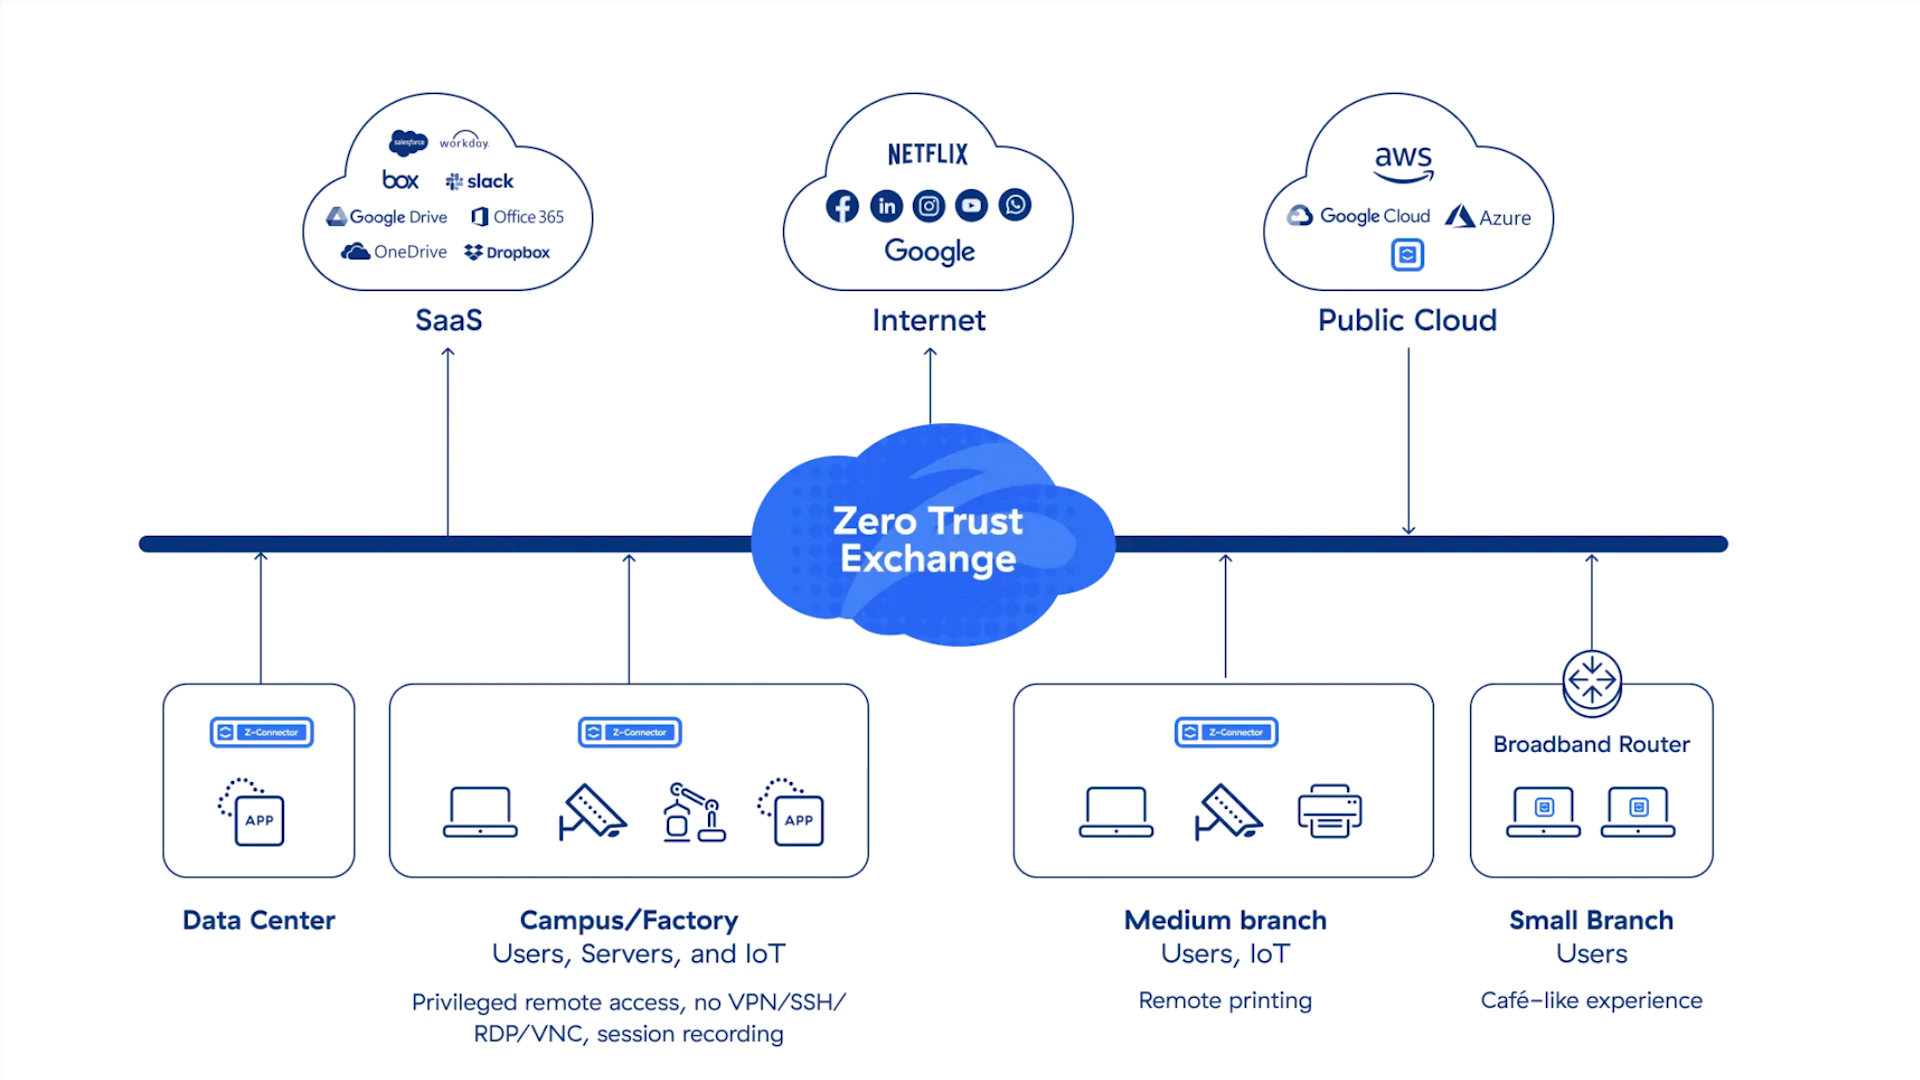 salesforce workday.
box slack
Google Drive Office 365
OneDrive Dropbox
SaaS
NETFLIX
in
Google
Internet
aws
Google Cloud Azure
Public Cloud
Zero Trust
Exchange
Z-Connector
APP
Data Center
Z-Connector
APP
Campus/Factory
Users, Servers, and IoT
Privileged remote access, no VPN/SSH/
RDP/VNC, session recording
Z-Connector
Medium branch
Users, IoT
Remote printing
Broadband Router
Small Branch
Users
Café-like experience